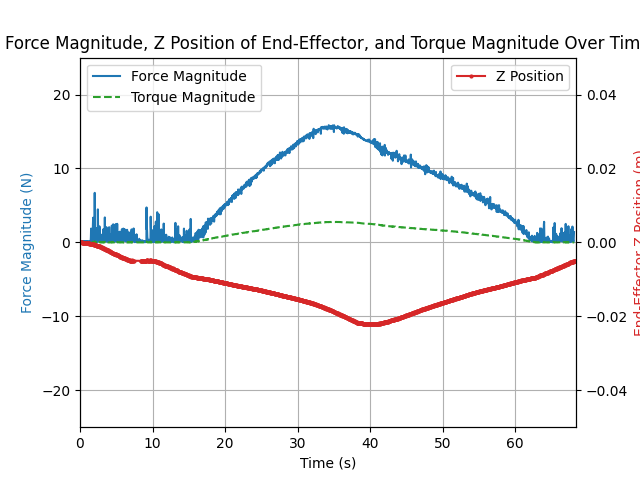 Force Magnitude, Z Position of End-Effector, and Torque Magnitude Over Tim
Force Magnitude
Torque Magnitude
Z Position
20
10
0
−10
−20
0.04
0.02
0.00
−0.02
−0.04
Force Magnitude (N)
End-Effector Z Position (m)
0 10 20 30 40 50 60
Time (s)